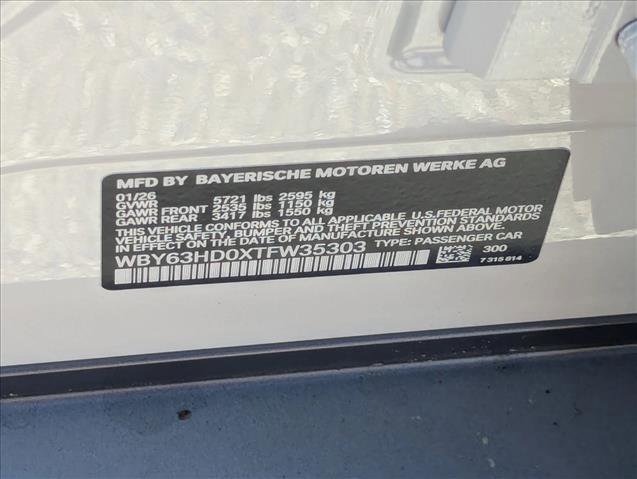 MFD BY BAYERISCHE MOTOREN WERKE AG
01/26
GVWR 5721 lbs 2595 kg
GAWR FRONT 2535 lbs 1150 kg
GAWR REAR 3417 lbs 1550 kg
THIS VEHICLE CONFORMS TO ALL APPLICABLE U.S.FEDERAL MOTOR
VEHICLE SAFETY, BUMPER AND THEFT PREVENTION STANDARDS
IN EFFECT ON THE DATE OF MANUFACTURE SHOWN ABOVE.
WBY63HD0XTFW35303 TYPE: PASSENGER CAR
300
7 315 614